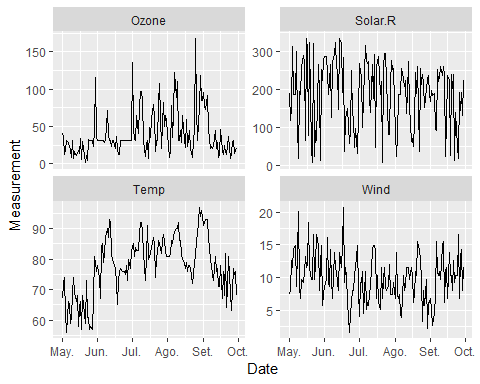 Ozone
Solar.R
150
100
50
0
300
200
100
0
Measurement
Temp
Wind
90
80
70
60
20
15
10
5
May. Jun. Jul. Ago. Set. Oct.
May. Jun. Jul. Ago. Set. Oct.
Date